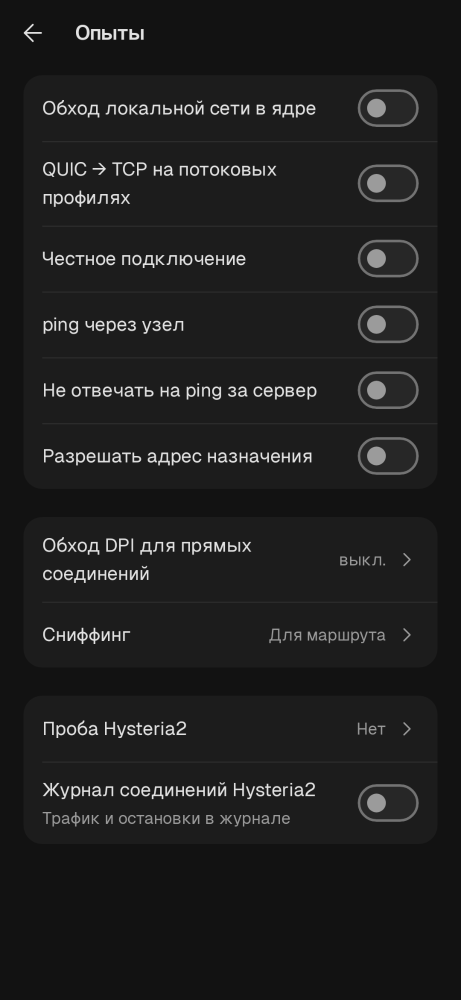 Опыты
Обход локальной сети в ядре
QUIC → TCP на потоковых
профилях
Честное подключение
ping через узел
Не отвечать на ping за сервер
Разрешать адрес назначения
Обход DPI для прямых
соединений
выкл.
Сниффинг
Для маршрута
Проба Hysteria2
Нет
Журнал соединений Hysteria2
Трафик и остановки в журнале